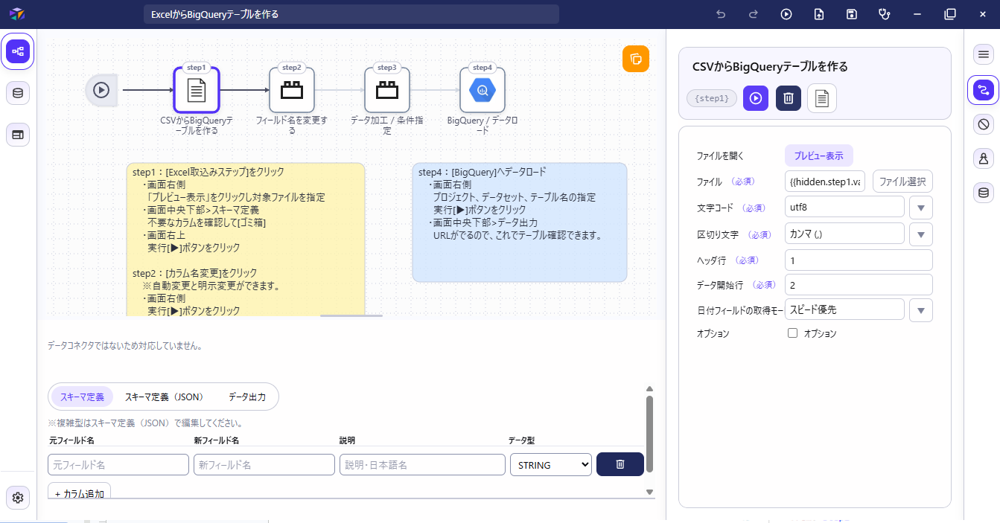 ExcelからBigQueryテーブルを作る
step1
step2
step3
step4
CSVからBigQueryテ
ーブルを作る
フィールド名を変更す
る
データ加工 / 条件指
定
BigQuery / データロ
ード
step1：[Excel取込みステップ]をクリック
・画面右側
「プレビュー表示」をクリックし対象ファイルを指定
・画面中央下部>スキーマ定義
不要なカラムを確認して[ゴミ箱]
・画面右上
実行[▶]ボタンをクリック
step2：[カラム名変更]をクリック
※自動変更と明示変更ができます。
・画面右側
実行[▶]ボタンをクリック
step4：[BigQuery]へデータロード
・画面右側
プロジェクト、データセット、テーブル名の指定
実行[▶]ボタンをクリック
・画面中央下部>データ出力
URLがでるので、これでテーブル確認できます。
データコネクタではないため対応していません。
スキーマ定義 スキーマ定義（JSON） データ出力
※複雑型はスキーマ定義（JSON）で編集してください。
元フィールド名 新フィールド名 説明 データ型
元フィールド名 新フィールド名 説明・日本語名 STRING
+ カラム追加
CSVからBigQueryテーブルを作る
{step1}
ファイルを開く プレビュー表示
ファイル （必須） {{hidden.step1.va ファイル選択
文字コード （必須） utf8
区切り文字 （必須） カンマ (,)
ヘッダ行 （必須） 1
データ開始行 （必須） 2
日付フィールドの取得モー スピード優先
オプション オプション